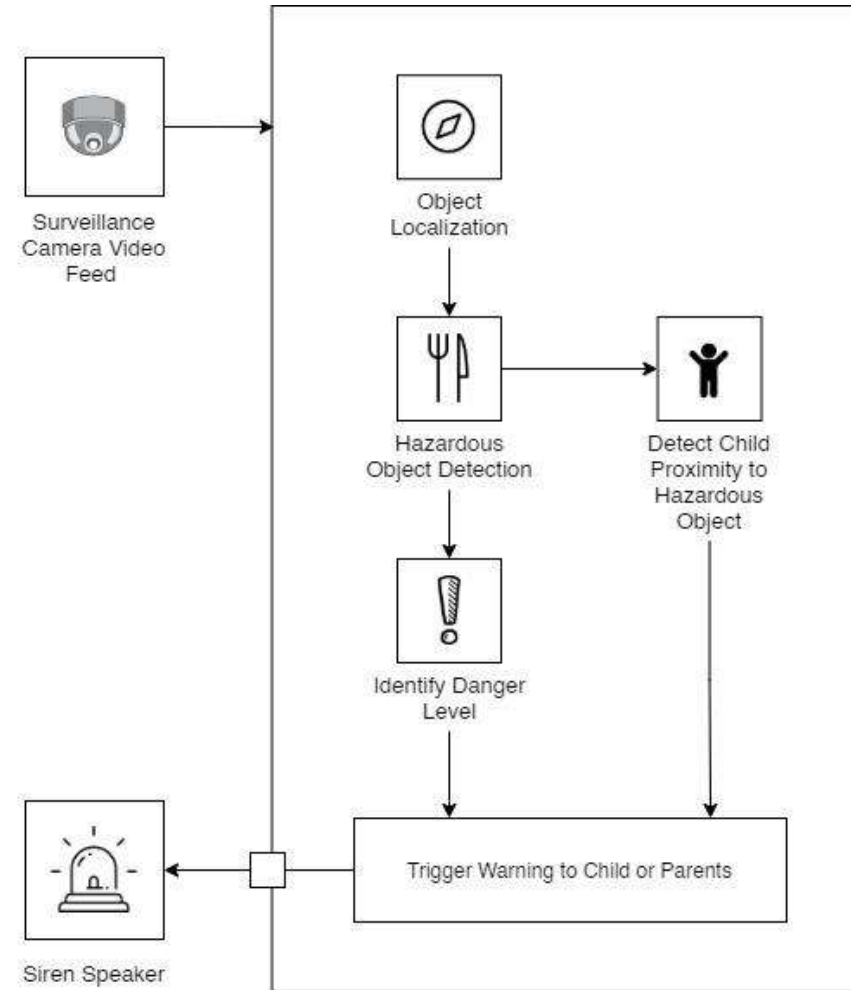 Surveillance
Camera Video
Feed
Object
Localization
Hazardous
Object Detection
Detect Child
Proximity to
Hazardous
Object
Identify Danger
Level
Trigger Warning to Child or Parents
Siren Speaker